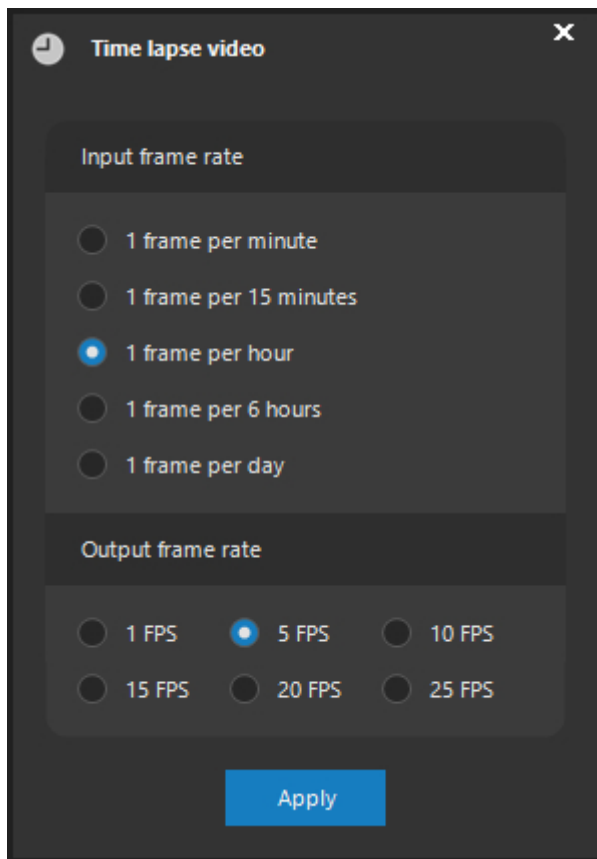 Time lapse video
Input frame rate
1 frame per minute
1 frame per 15 minutes
1 frame per hour
1 frame per 6 hours
1 frame per day
Output frame rate
1 FPS 5 FPS 10 FPS
15 FPS 20 FPS 25 FPS
Apply